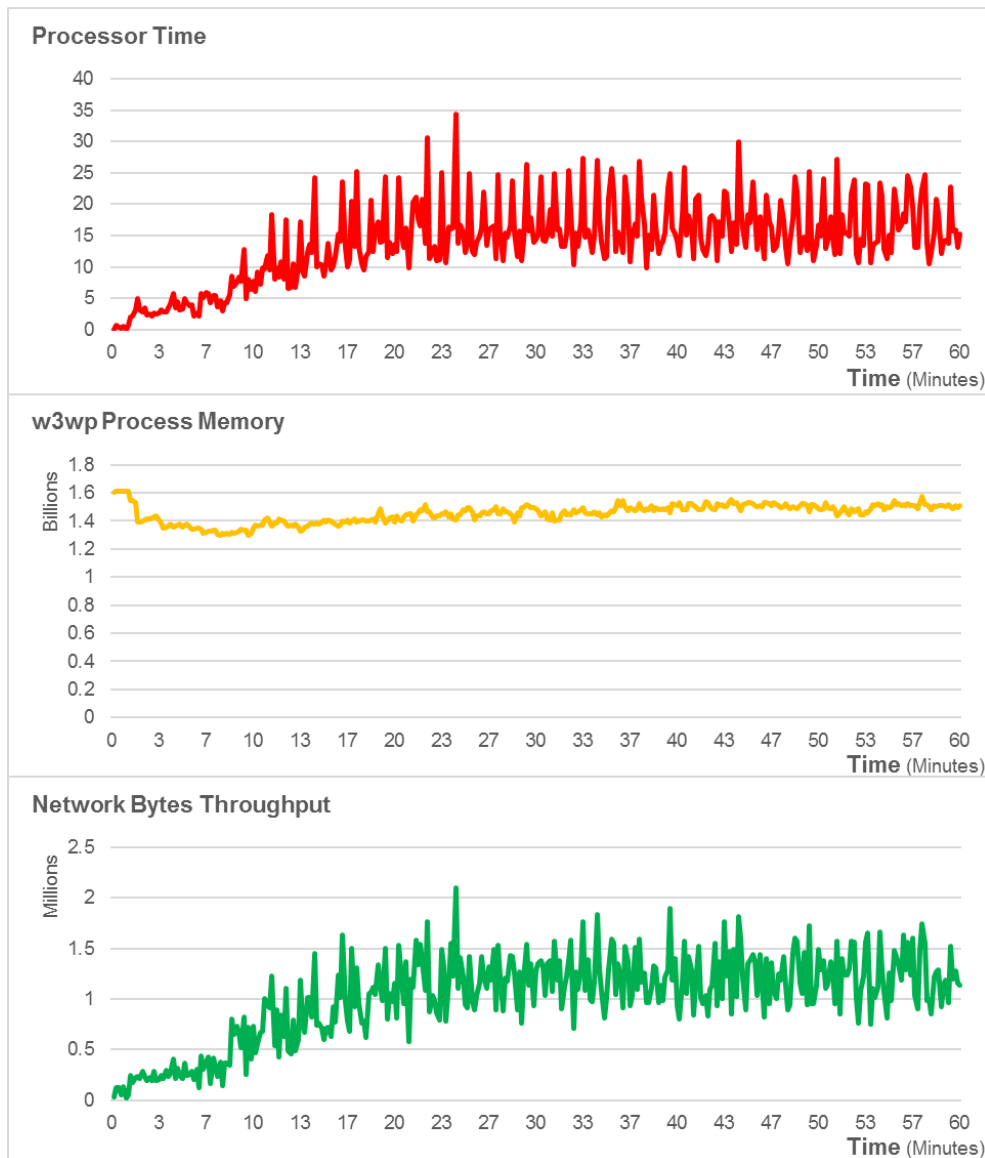 Processor Time
40
35
30
25
20
15
10
5
0
0 3 7 10 13 17 20 23 27 30 33 37 40 43 47 50 53 57 60
Time (Minutes)
w3wp Process Memory
Billions
1.8
1.6
1.4
1.2
1
0.8
0.6
0.4
0.2
0
0 3 7 10 13 17 20 23 27 30 33 37 40 43 47 50 53 57 60
Time (Minutes)
Network Bytes Throughput
Millions
2.5
2
1.5
1
0.5
0
0 3 7 10 13 17 20 23 27 30 33 37 40 43 47 50 53 57 60
Time (Minutes)